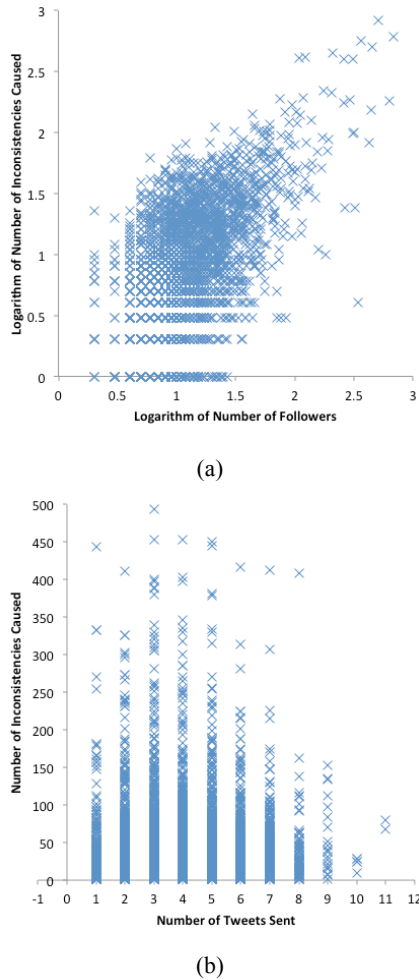 3
2.5
2
1.5
1
0.5
0
0 0.5 1 1.5 2 2.5 3
Logarithm of Number of Inconsistencies Caused
Logarithm of Number of Followers
(a)
500
450
400
350
300
250
200
150
100
50
0
-1 0 1 2 3 4 5 6 7 8 9 10 11 12
Number of Inconsistencies Caused
Number of Tweets Sent
(b)